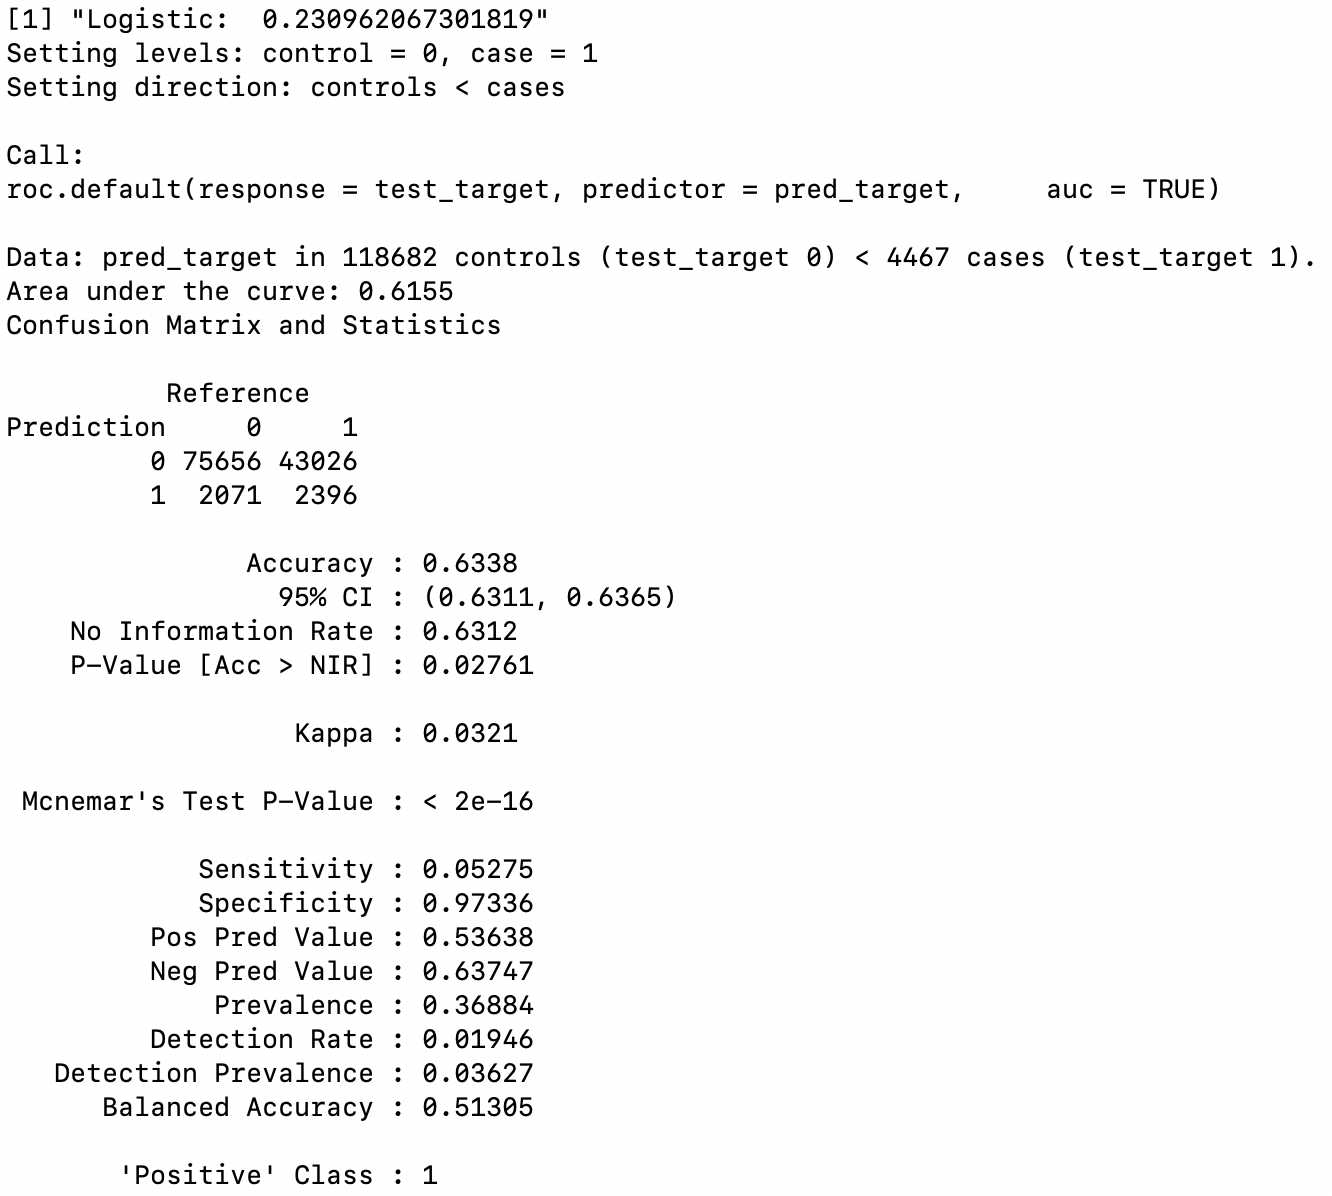 [1] "Logistic:  0.230962067301819"
Setting levels: control = 0, case = 1
Setting direction: controls < cases

Call:
roc.default(response = test_target, predictor = pred_target,     auc = TRUE)

Data: pred_target in 118682 controls (test_target 0) < 4467 cases (test_target 1).
Area under the curve: 0.6155
Confusion Matrix and Statistics

          Reference
Prediction     0     1
         0 75656 43026
         1  2071  2396

               Accuracy : 0.6338
                 95% CI : (0.6311, 0.6365)
    No Information Rate : 0.6312
    P-Value [Acc > NIR] : 0.02761

                  Kappa : 0.0321

 Mcnemar's Test P-Value : < 2e-16

            Sensitivity : 0.05275
            Specificity : 0.97336
         Pos Pred Value : 0.53638
         Neg Pred Value : 0.63747
             Prevalence : 0.36884
         Detection Rate : 0.01946
   Detection Prevalence : 0.03627
      Balanced Accuracy : 0.51305

       'Positive' Class : 1